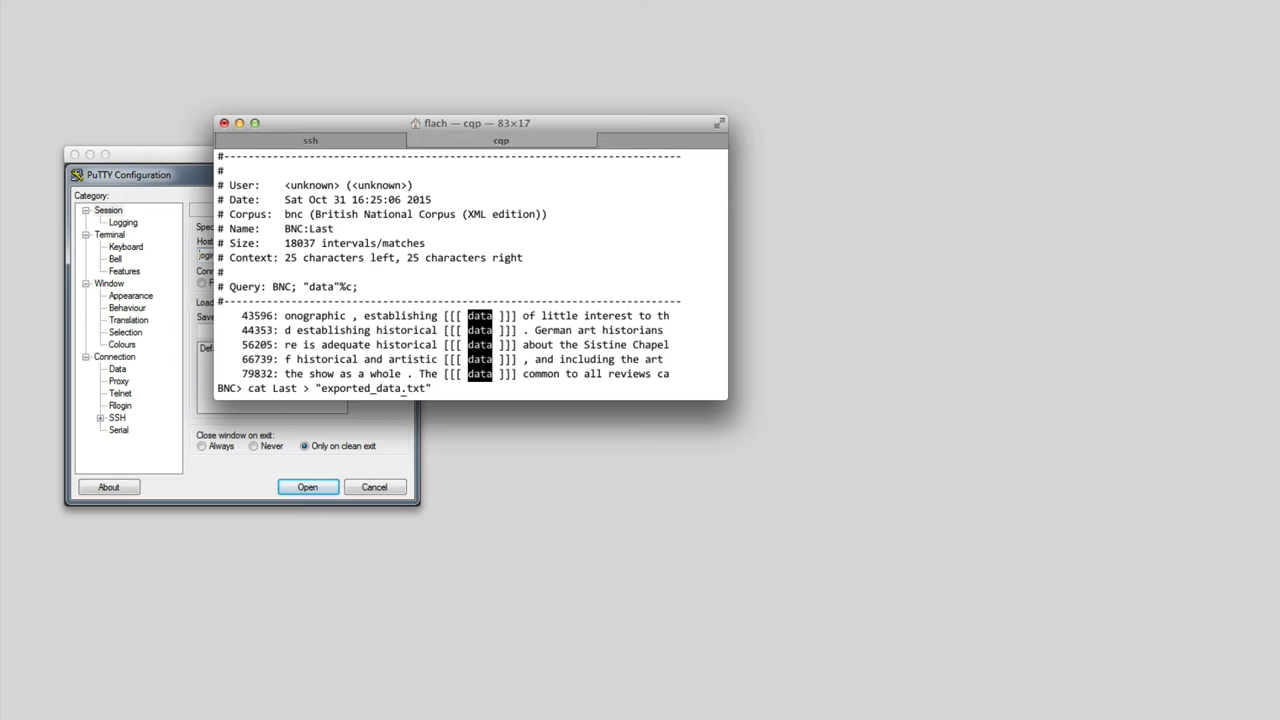 flach — cqp — 83×17
ssh
cqp
#---------------------------------------------------------------------------
#
# User:    <unknown> (<unknown>)
# Date:    Sat Oct 31 16:25:06 2015
# Corpus:  bnc (British National Corpus (XML edition))
# Name:    BNC:Last
# Size:    18037 intervals/matches
# Context: 25 characters left, 25 characters right
#
# Query: BNC; "data"%c;
#---------------------------------------------------------------------------
43596: onographic , establishing [[[ data ]]] of little interest to th
44353: d establishing historical [[[ data ]]] . German art historians
56205: re is adequate historical [[[ data ]]] about the Sistine Chapel
66739: f historical and artistic [[[ data ]]] , and including the art
79832: the show as a whole . The [[[ data ]]] common to all reviews ca
BNC> cat Last > "exported_data.txt"
PuTTY Configuration
Category:
Session
Logging
Terminal
Keyboard
Bell
Features
Window
Appearance
Behaviour
Translation
Selection
Colours
Connection
Data
Proxy
Telnet
Rlogin
SSH
Serial
Close window on exit:
Always
Never
Only on clean exit
About
Open
Cancel